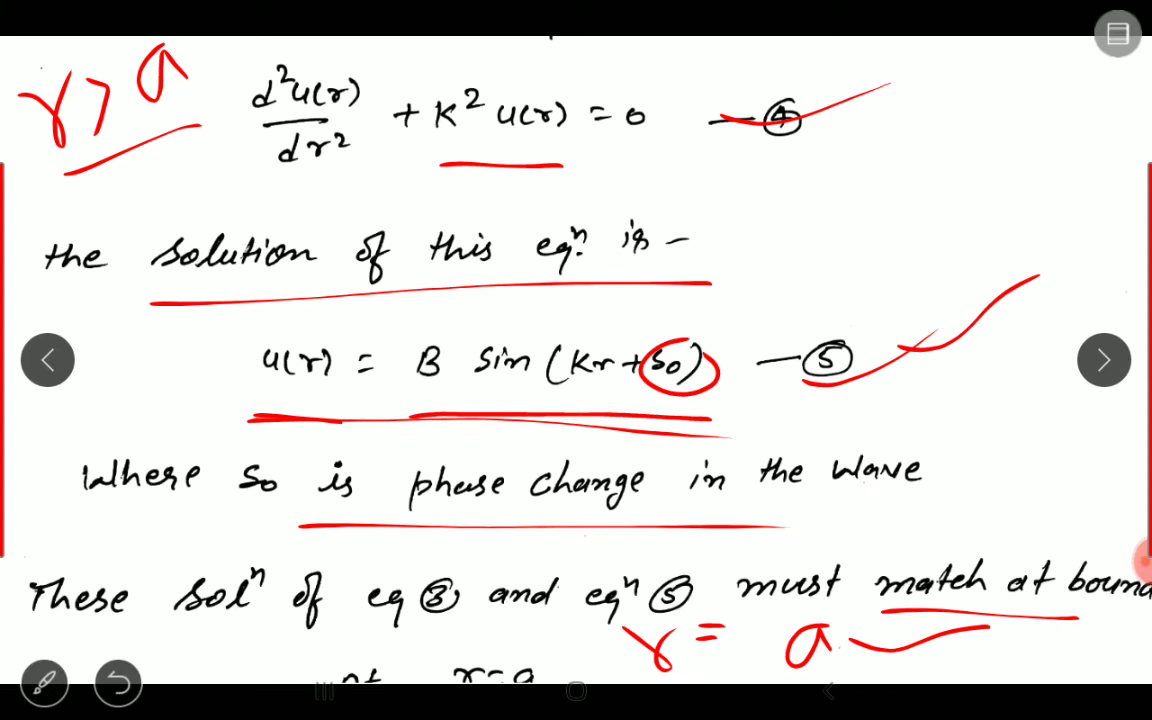 r > a
d²u(r)/dr² + K² u(r) = 0 — ④
the solution of this eqn. is –
u(r) = B sin (Kr + δ₀) — ⑤
Where δ₀ is phase change in the wave
These solⁿ of eq ③ and eqⁿ ⑤ must match at bound
r = a
at r=a